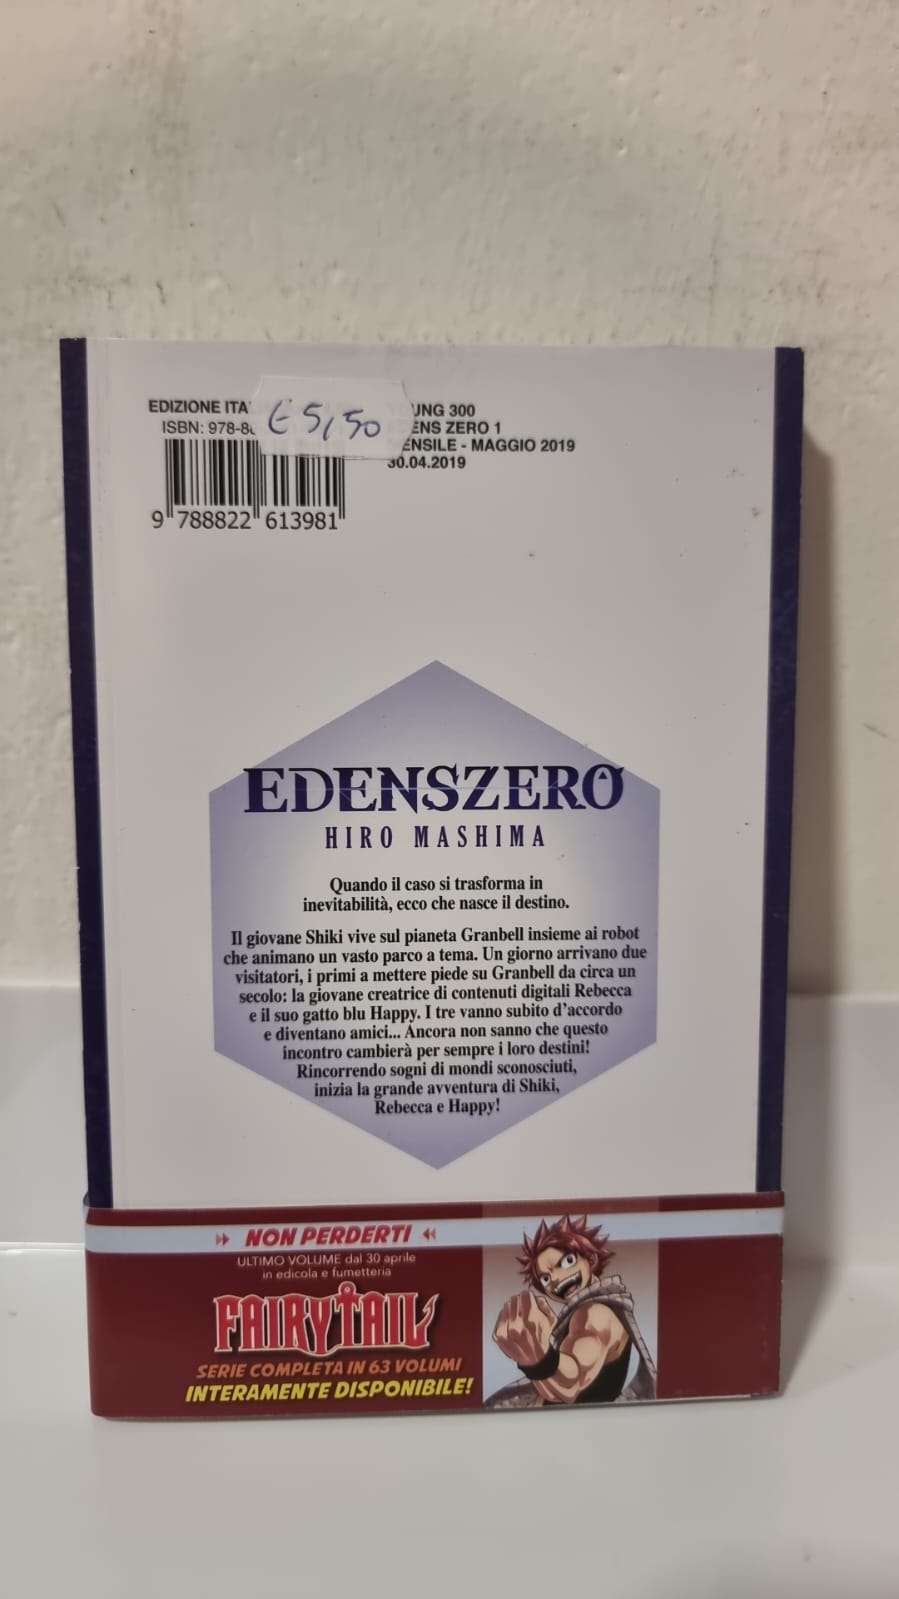 EDIZIONE ITA
ISBN: 978-88
€ 5,50
YOUNG 300
EDENS ZERO 1
MENSILE - MAGGIO 2019
30.04.2019
9 788822 613981
EDENSZERO
HIRO MASHIMA
Quando il caso si trasforma in
inevitabilità, ecco che nasce il destino.
Il giovane Shiki vive sul pianeta Granbell insieme ai robot
che animano un vasto parco a tema. Un giorno arrivano due
visitatori, i primi a mettere piede su Granbell da circa un
secolo: la giovane creatrice di contenuti digitali Rebecca
e il suo gatto blu Happy. I tre vanno subito d'accordo
e diventano amici... Ancora non sanno che questo
incontro cambierà per sempre i loro destini!
Rincorrendo sogni di mondi sconosciuti,
inizia la grande avventura di Shiki,
Rebecca e Happy!
NON PERDERTI
ULTIMO VOLUME dal 30 aprile
in edicola e fumetteria
FAIRY TAIL
SERIE COMPLETA IN 63 VOLUMI
INTERAMENTE DISPONIBILE!